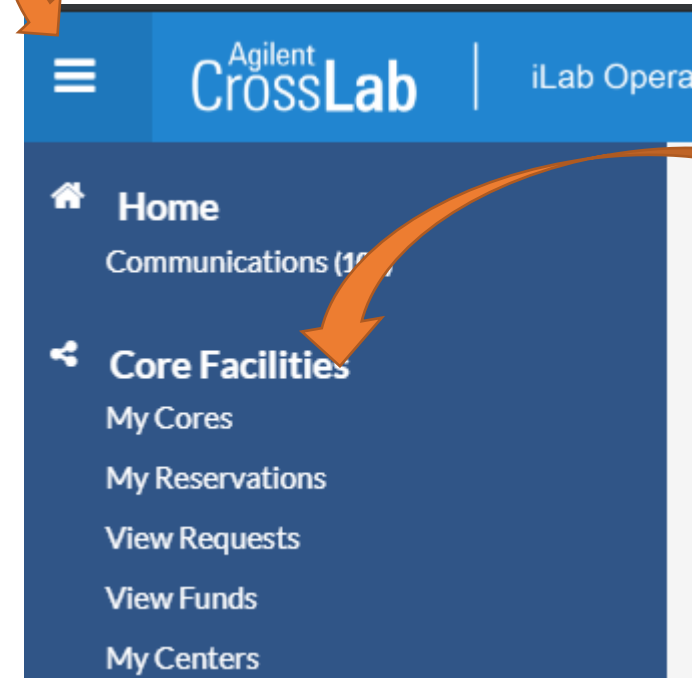 Agilent
CrossLab
iLab Opera
Home
Communications
Core Facilities
My Cores
My Reservations
View Requests
View Funds
My Centers